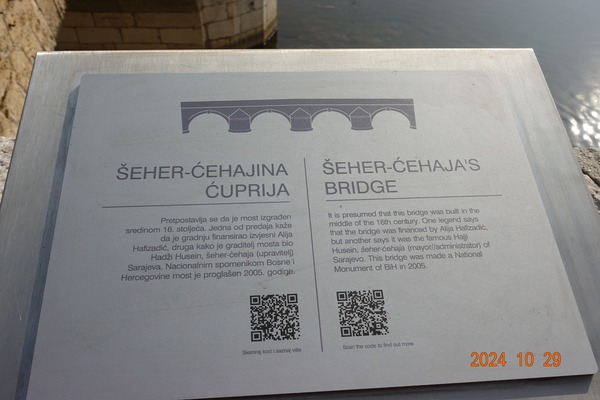 ŠEHER-ĆEHAJINA
ĆUPRIJA
Pretpostavlja se da je most izgrađen
sredinom 16. stoljeća. Jedna od predaja kaže
da je gradnju finansirao izvjesni Alija
Hafizadić, druga kako je graditelj mosta bio
Hadži Husein, šeher-ćehaja (upravitelj)
Sarajeva. Nacionalnim spomenikom Bosne i
Hercegovine most je proglašen 2005. godine.
ŠEHER-ĆEHAJA'S
BRIDGE
It is presumed that this bridge was built in the
middle of the 16th century. One legend says
that the bridge was financed by Alija Hafizadić,
but another says it was the famous Hajji
Husein, šeher-ćehaja (mayor/administrator) of
Sarajevo. This bridge was made a National
Monument of BiH in 2005.
Scan the code to find out more
2024 10 29